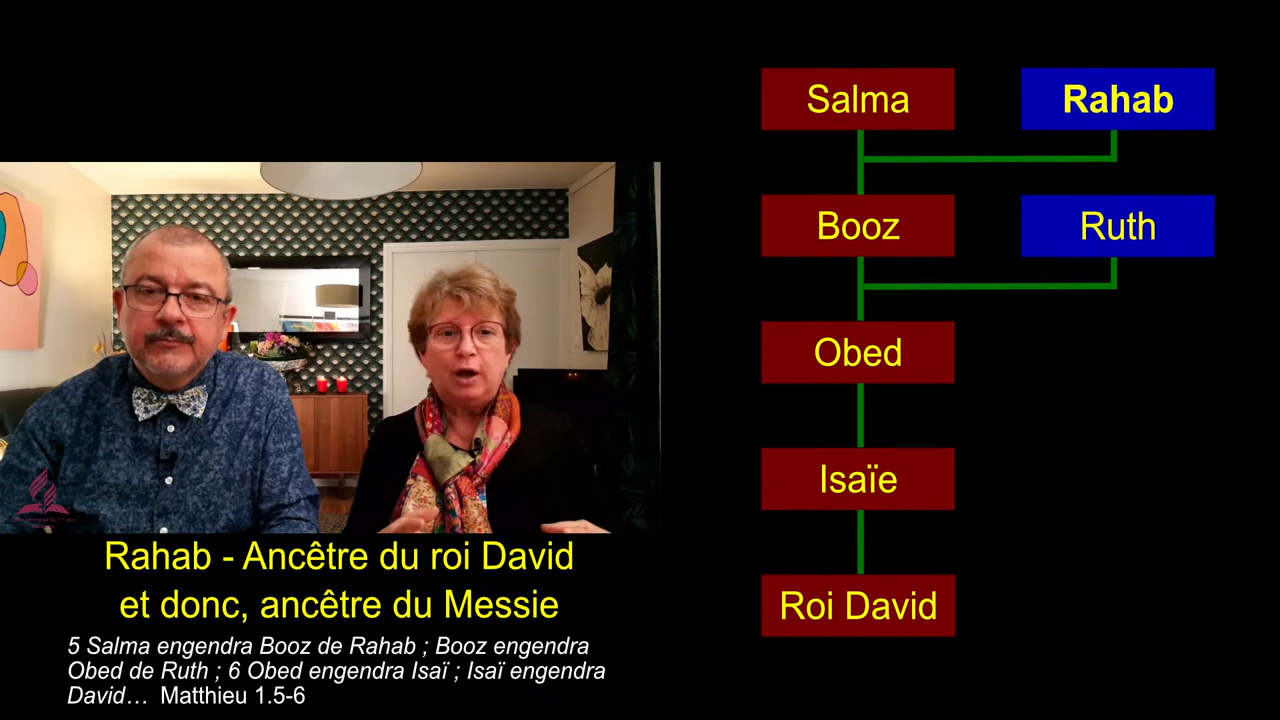 Salma
Rahab
Booz
Ruth
Obed
Isaïe
Roi David
Rahab - Ancêtre du roi David
et donc, ancêtre du Messie
5 Salma engendra Booz de Rahab ; Booz engendra
Obed de Ruth ; 6 Obed engendra Isaï ; Isaï engendra
David… Matthieu 1.5-6